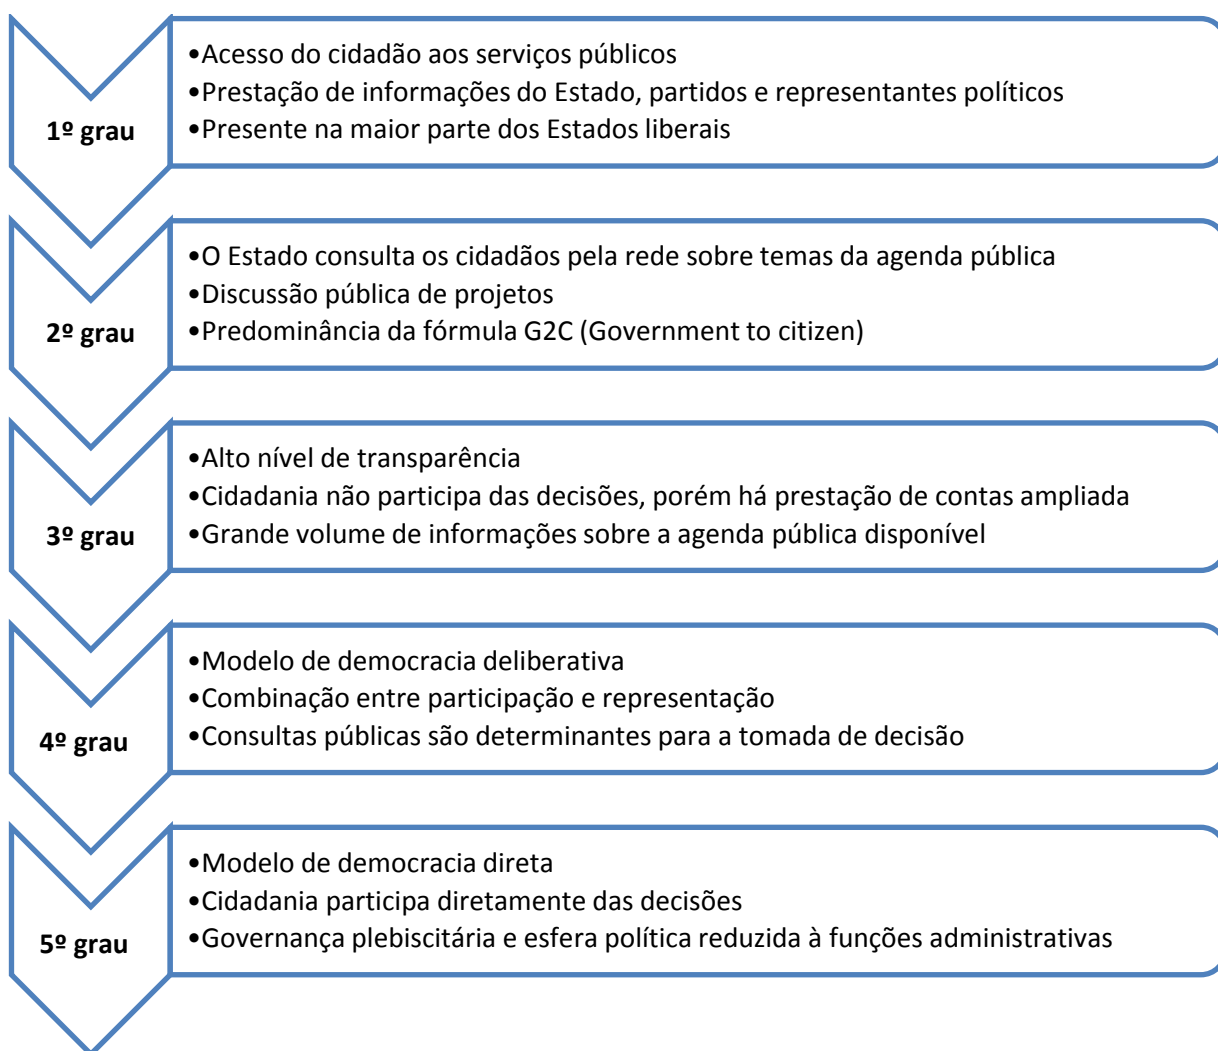 1º grau
•Acesso do cidadão aos serviços públicos
•Prestação de informações do Estado, partidos e representantes políticos
•Presente na maior parte dos Estados liberais
2º grau
•O Estado consulta os cidadãos pela rede sobre temas da agenda pública
•Discussão pública de projetos
•Predominância da fórmula G2C (Government to citizen)
3º grau
•Alto nível de transparência
•Cidadania não participa das decisões, porém há prestação de contas ampliada
•Grande volume de informações sobre a agenda pública disponível
4º grau
•Modelo de democracia deliberativa
•Combinação entre participação e representação
•Consultas públicas são determinantes para a tomada de decisão
5º grau
•Modelo de democracia direta
•Cidadania participa diretamente das decisões
•Governança plebiscitária e esfera política reduzida à funções administrativas